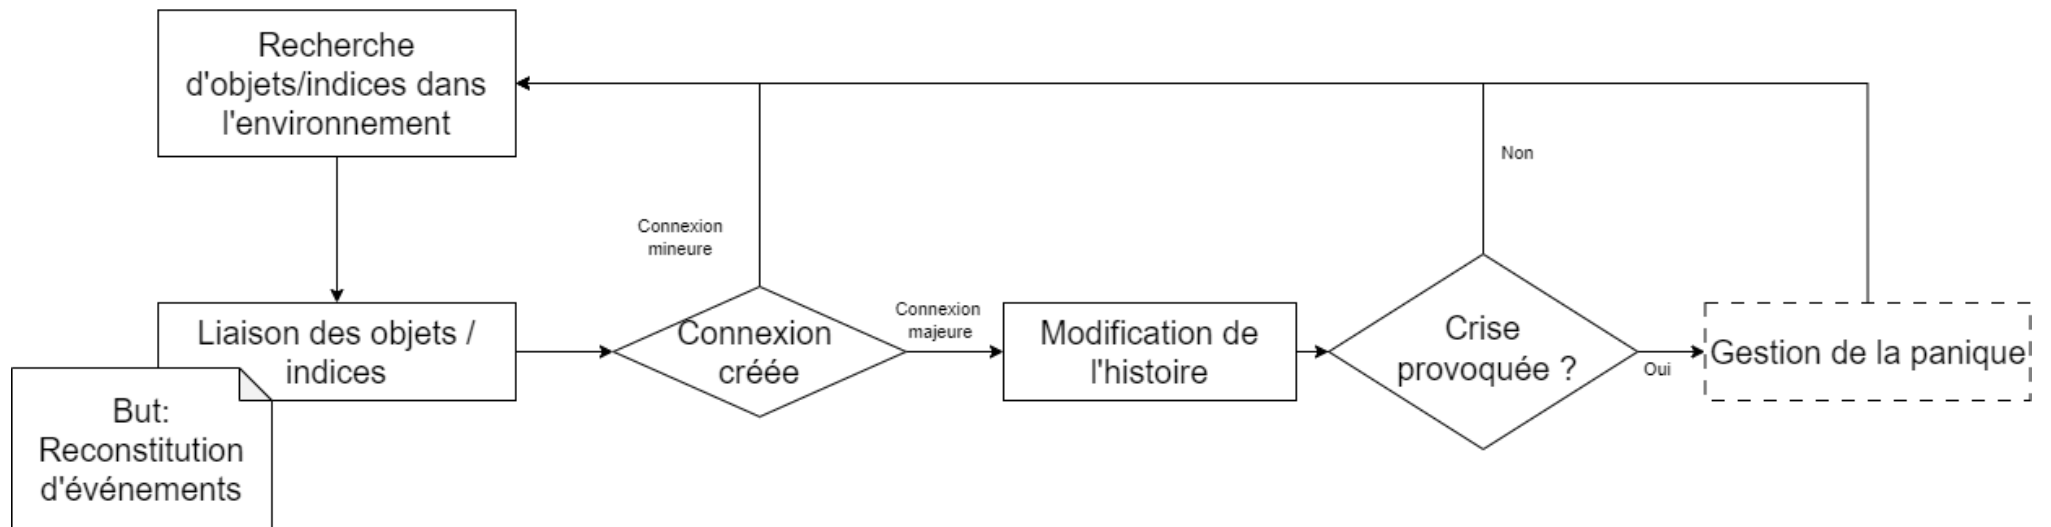 Recherche
d'objets/indices dans
l'environnement
Non
Connexion
mineure
Liaison des objets /
indices
Connexion
créée
Connexion
majeure
Modification de
l'histoire
Crise
provoquée ?
Oui
Gestion de la panique
But:
Reconstitution
d'événements